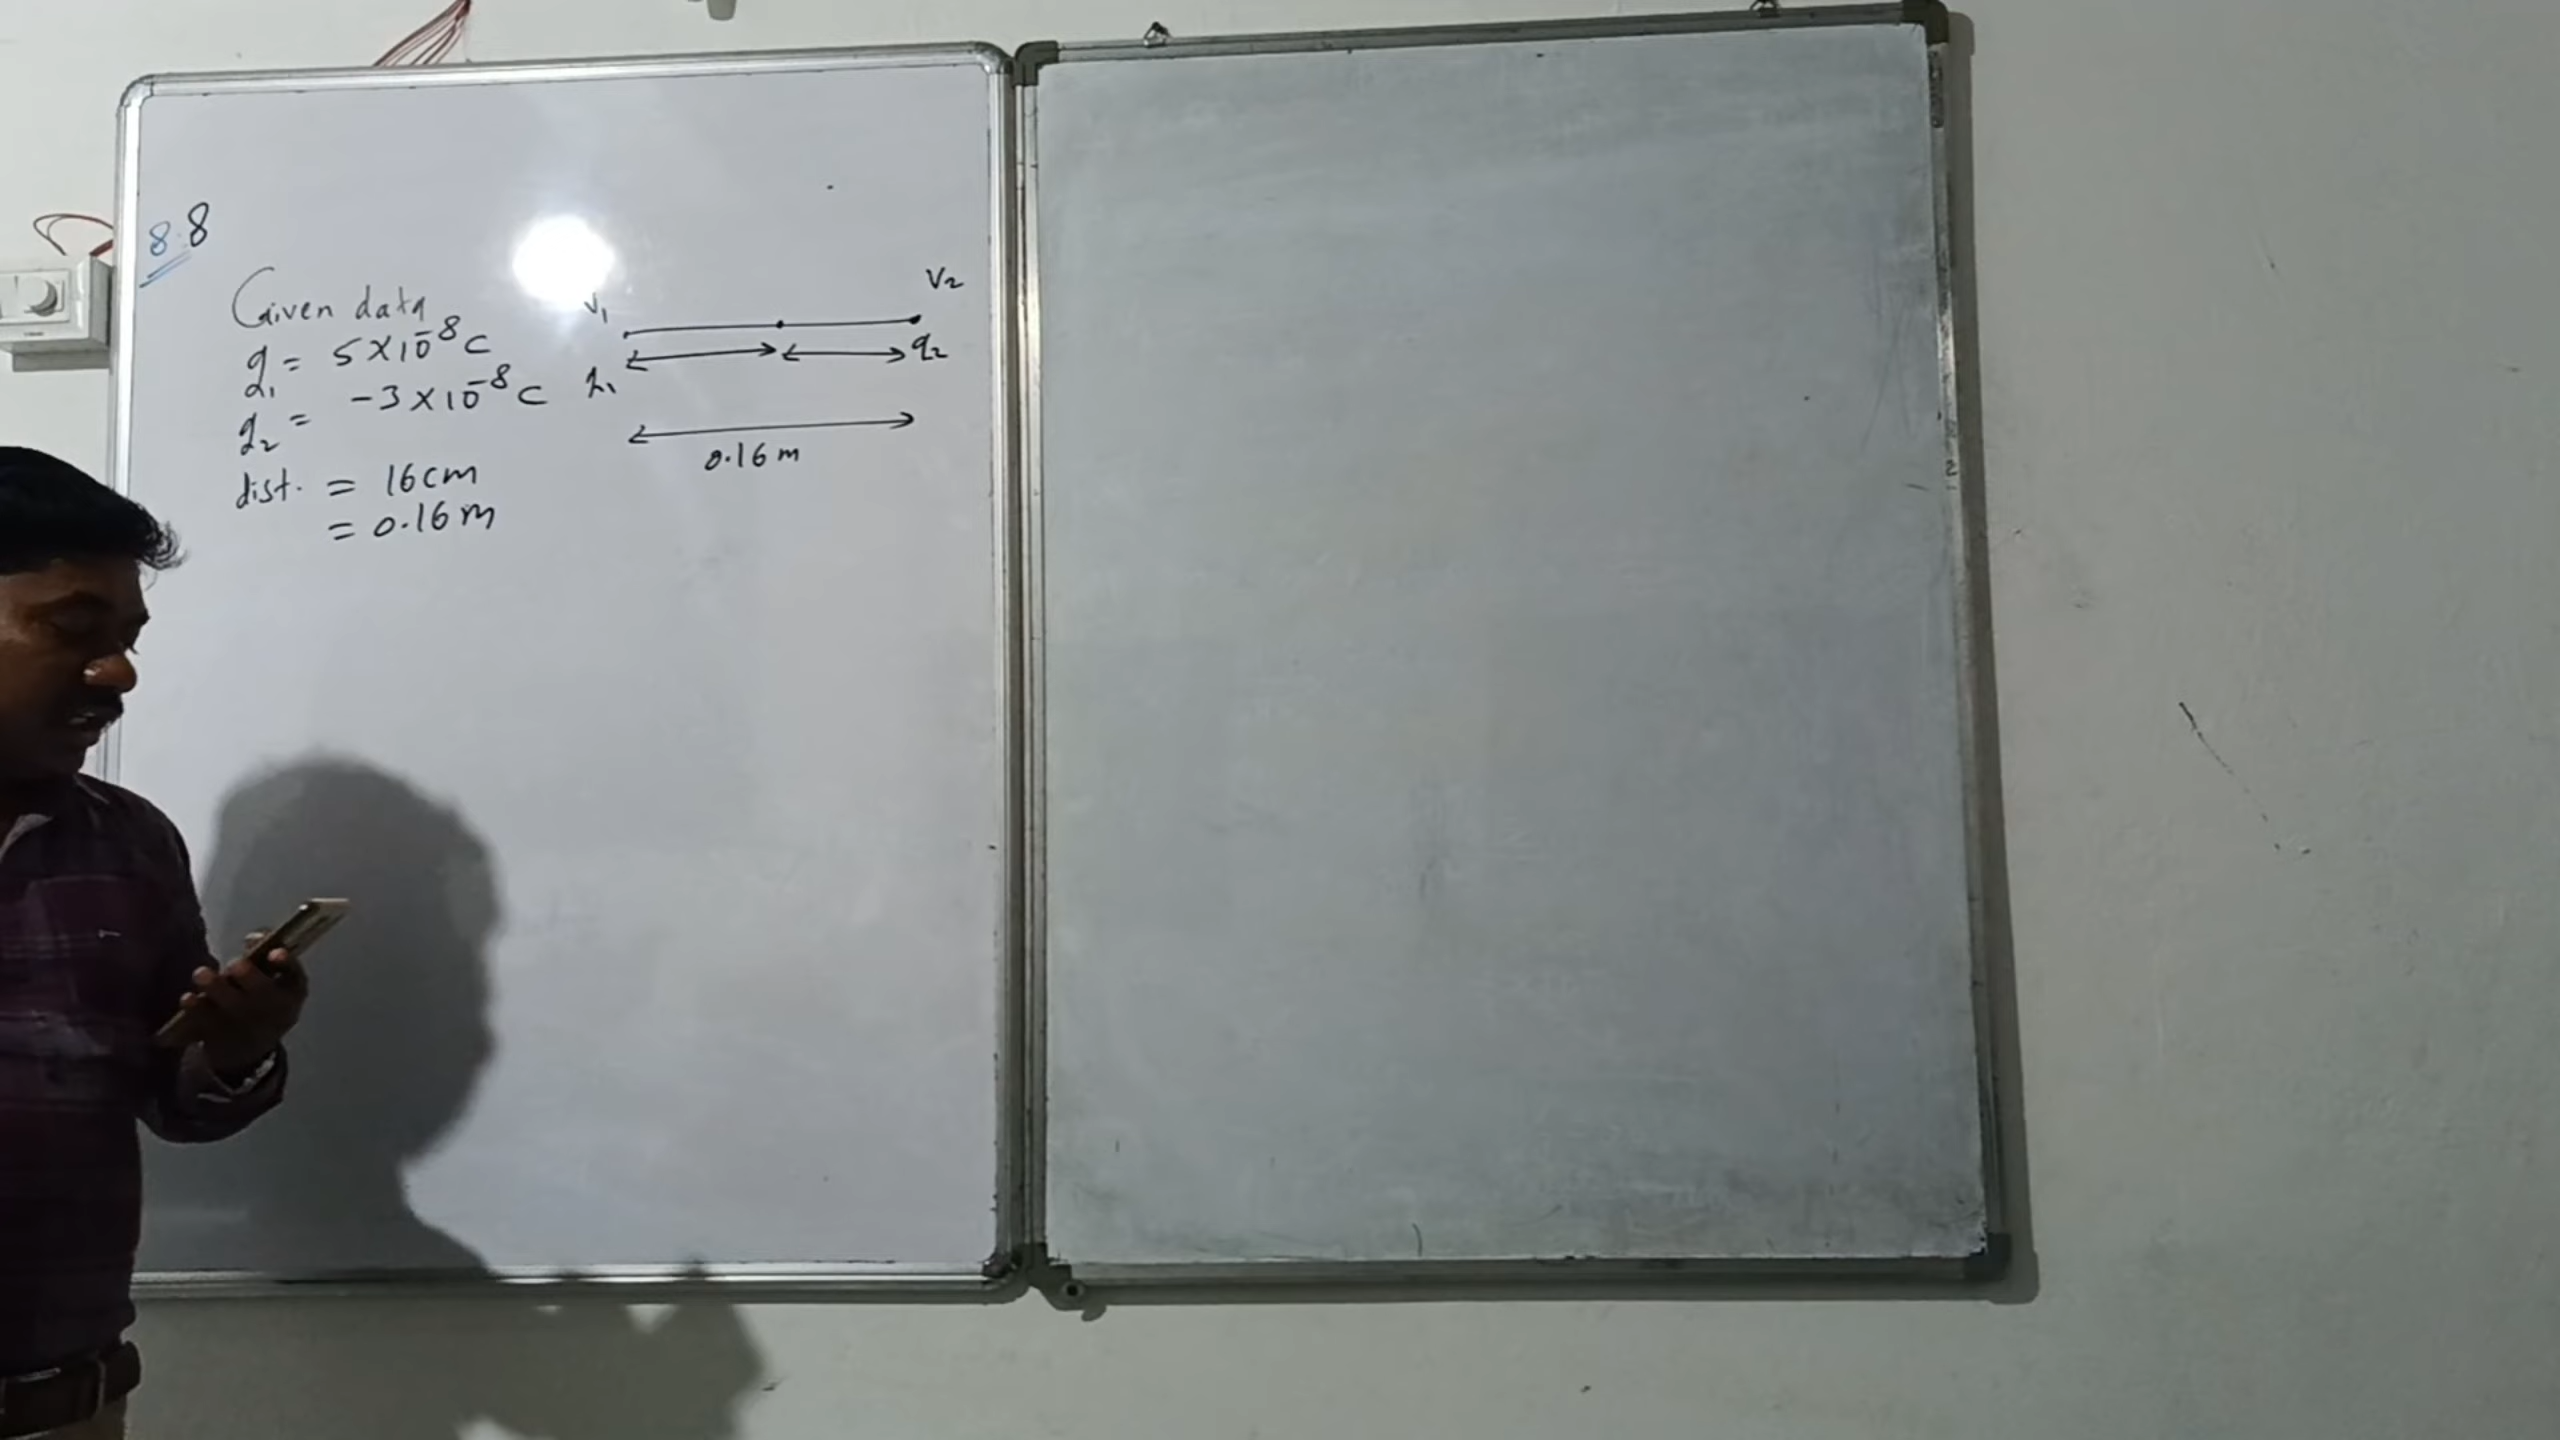 8.8
Given data
q₁ = 5×10⁻⁸ C
q₂ = -3×10⁻⁸ C
dist. = 16cm
= 0.16m
V₁
V₂
q₁
q₂
0.16 m